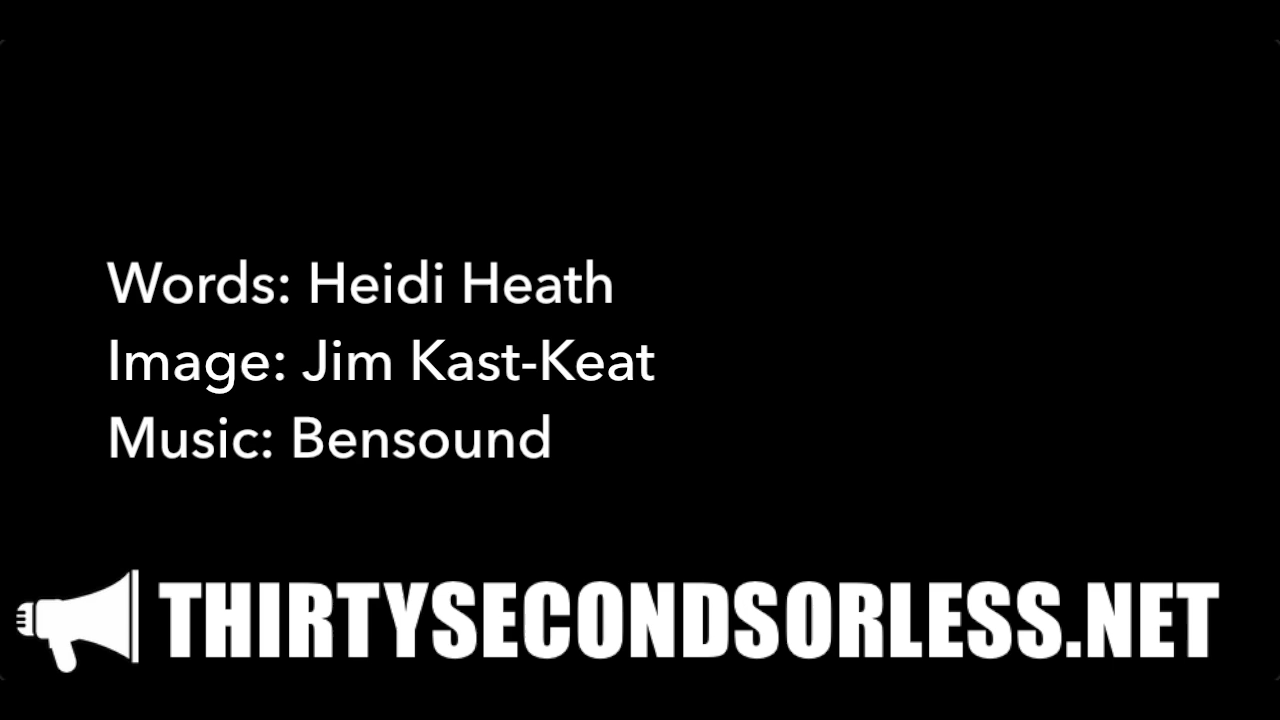 Words: Heidi Heath
Image: Jim Kast-Keat
Music: Bensound
THIRTYSECONDSORLESS.NET